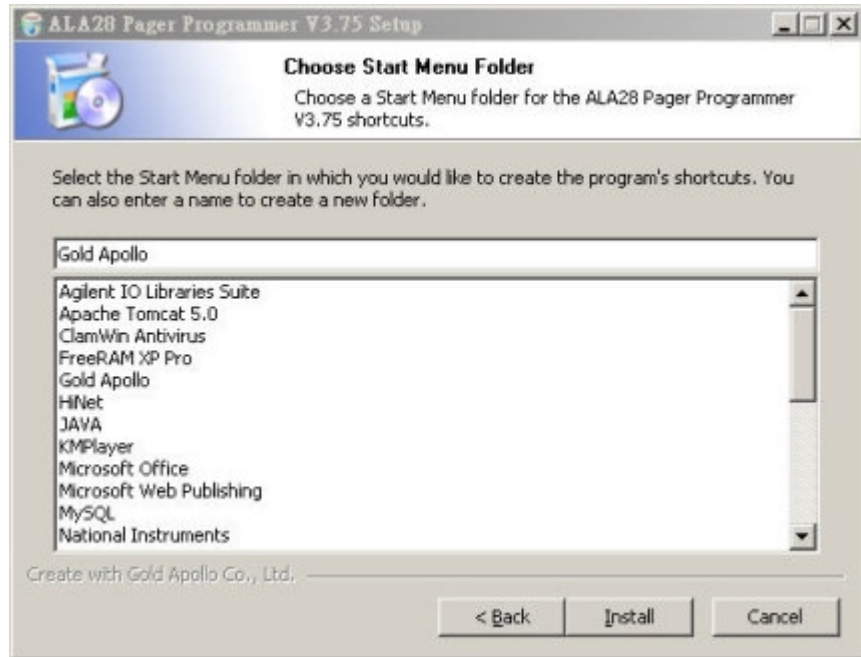 ALA28 Pager Programmer V3.75 Setup
Choose Start Menu Folder
Choose a Start Menu folder for the ALA28 Pager Programmer
V3.75 shortcuts.
Select the Start Menu folder in which you would like to create the program's shortcuts. You
can also enter a name to create a new folder.
Gold Apollo
Agilent IO Libraries Suite
Apache Tomcat 5.0
ClamWin Antivirus
FreeRAM XP Pro
Gold Apollo
HiNet
JAVA
KMPlayer
Microsoft Office
Microsoft Web Publishing
MySQL
National Instruments
Create with Gold Apollo Co., Ltd.
< Back
Install
Cancel